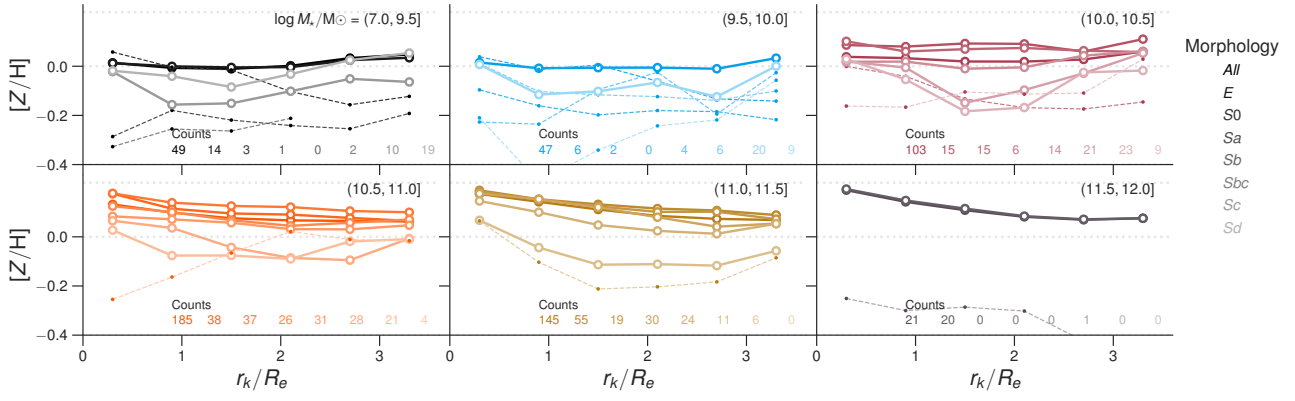 log M⋆/M⊙ = (7.0, 9.5]
(9.5, 10.0]
(10.0, 10.5]
Morphology
All
E
S0
Sa
Sb
Sbc
Sc
Sd
[Z/H]
0.0
−0.2
−0.4
Counts
49 14 3 1 0 2 10 19
Counts
47 6 2 0 4 6 20 9
Counts
103 15 15 6 14 21 23 9
(10.5, 11.0]
(11.0, 11.5]
(11.5, 12.0]
[Z/H]
0.0
−0.2
−0.4
Counts
185 38 37 26 31 28 21 4
Counts
145 55 19 30 24 11 6 0
Counts
21 20 0 0 0 1 0 0
0 1 2 3
0 1 2 3
0 1 2 3
rk/Re
rk/Re
rk/Re